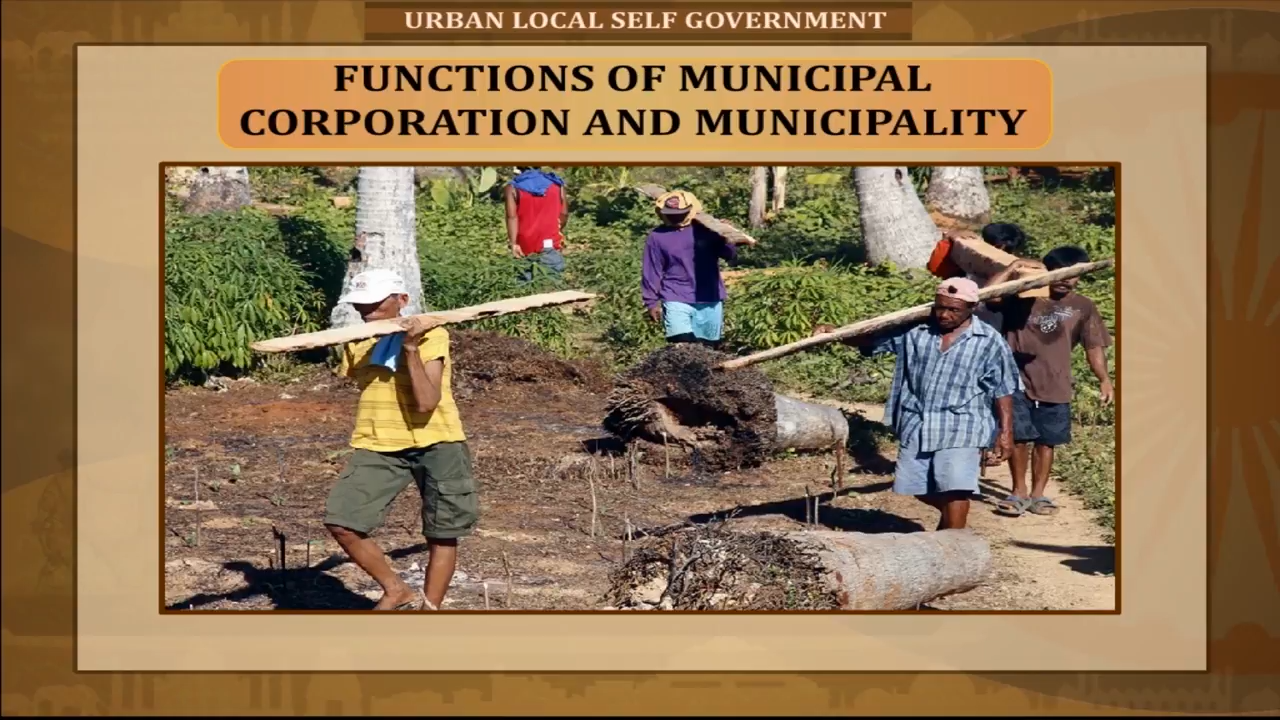 URBAN LOCAL SELF GOVERNMENT
FUNCTIONS OF MUNICIPAL
CORPORATION AND MUNICIPALITY